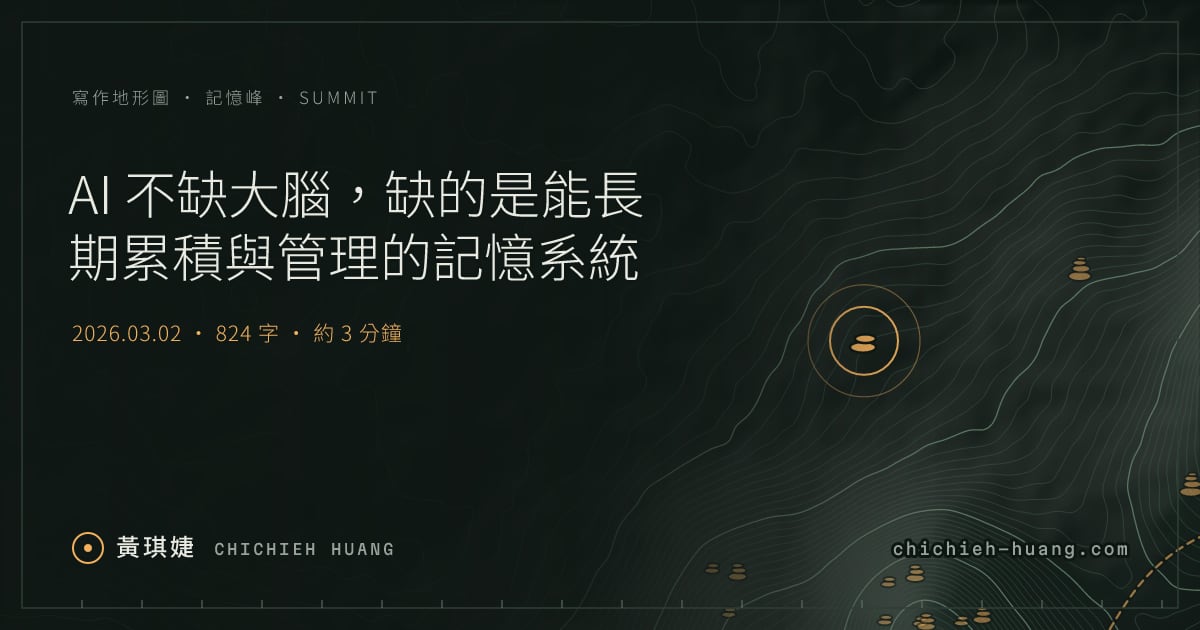 寫作地形圖 · 記憶峰 · SUMMIT
AI 不缺大腦，缺的是能長
期累積與管理的記憶系統
2026.03.02 · 824 字 · 約 3 分鐘
黃琪婕 CHICHIEH HUANG
chichieh-huang.com